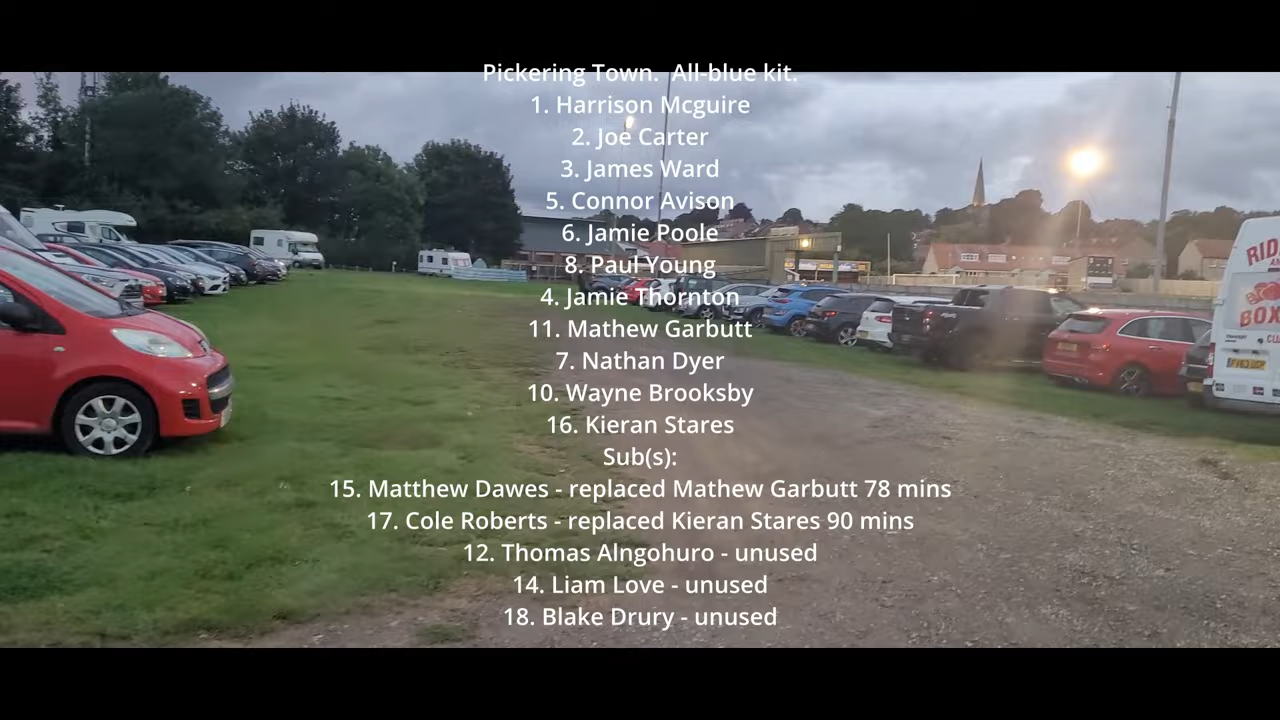 Pickering Town. All-blue kit.
1. Harrison Mcguire
2. Joe Carter
3. James Ward
5. Connor Avison
6. Jamie Poole
8. Paul Young
4. Jamie Thornton
11. Mathew Garbutt
7. Nathan Dyer
10. Wayne Brooksby
16. Kieran Stares
Sub(s):
15. Matthew Dawes - replaced Mathew Garbutt 78 mins
17. Cole Roberts - replaced Kieran Stares 90 mins
12. Thomas Alngohuro - unused
14. Liam Love - unused
18. Blake Drury - unused
RID
BOX